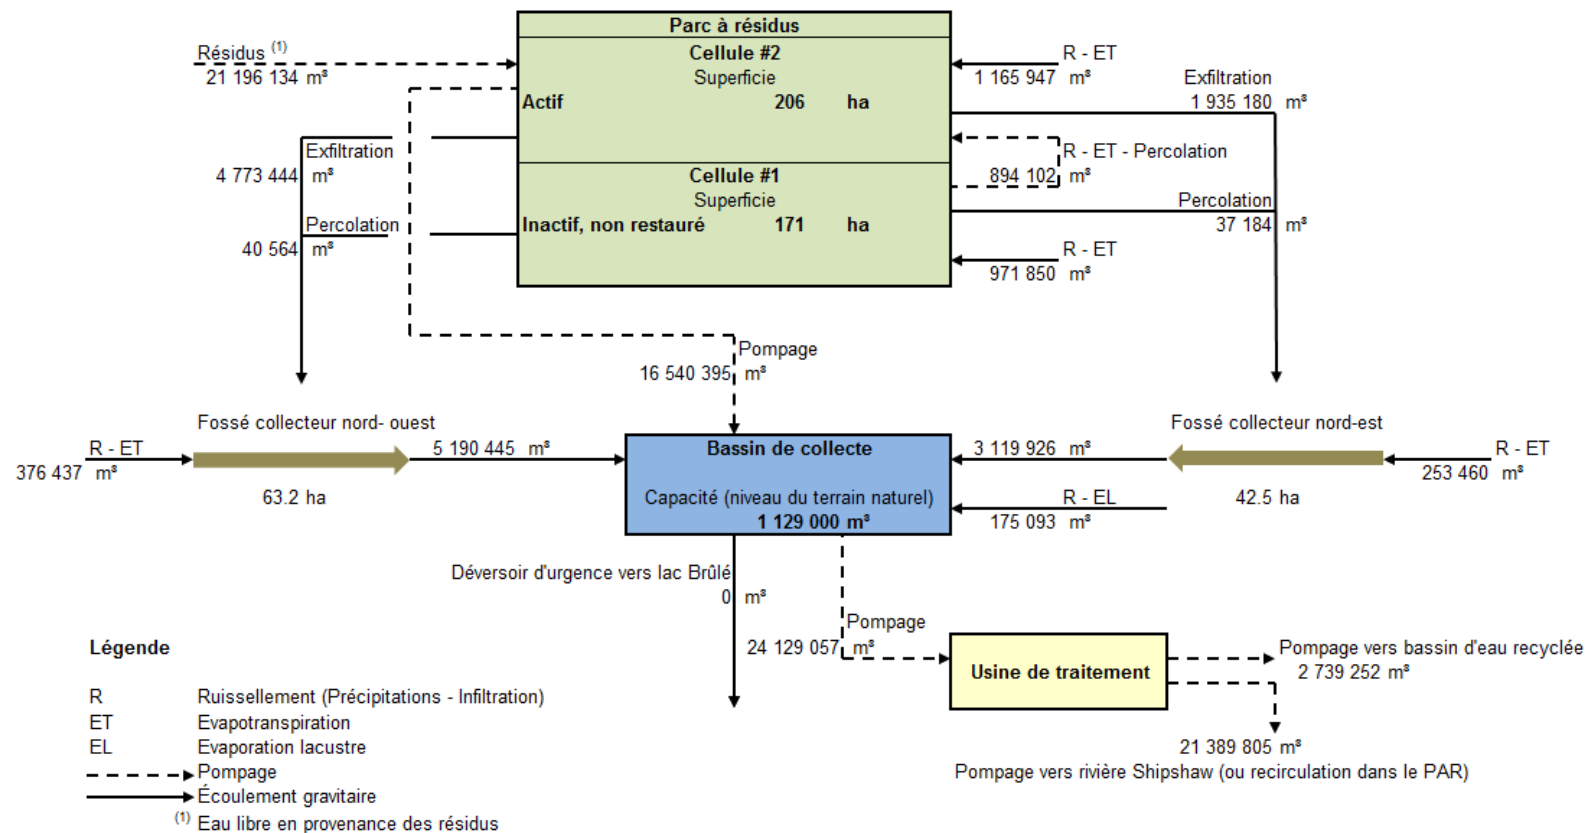 Parc à résidus
Cellule #2
Superficie
Actif 206 ha
Cellule #1
Superficie
Inactif, non restauré 171 ha
Résidus (1)
21 196 134 m³
R - ET
1 165 947 m³
Exfiltration
1 935 180 m³
Exfiltration
4 773 444 m³
R - ET - Percolation
894 102 m³
Percolation
40 564 m³
Percolation
37 184 m³
R - ET
971 850 m³
Pompage
16 540 395 m³
Fossé collecteur nord- ouest
R - ET
376 437 m³
5 190 445 m³
63.2 ha
Bassin de collecte
Capacité (niveau du terrain naturel)
1 129 000 m³
Fossé collecteur nord-est
3 119 926 m³
R - ET
253 460 m³
R - EL
175 093 m³
42.5 ha
Déversoir d'urgence vers lac Brûlé
0 m³
Pompage
24 129 057 m³
Usine de traitement
Pompage vers bassin d'eau recyclée
2 739 252 m³
21 389 805 m³
Pompage vers rivière Shipshaw (ou recirculation dans le PAR)
Légende
R Ruissellement (Précipitations - Infiltration)
ET Evapotranspiration
EL Evaporation lacustre
Pompage
Écoulement gravitaire
(1) Eau libre en provenance des résidus